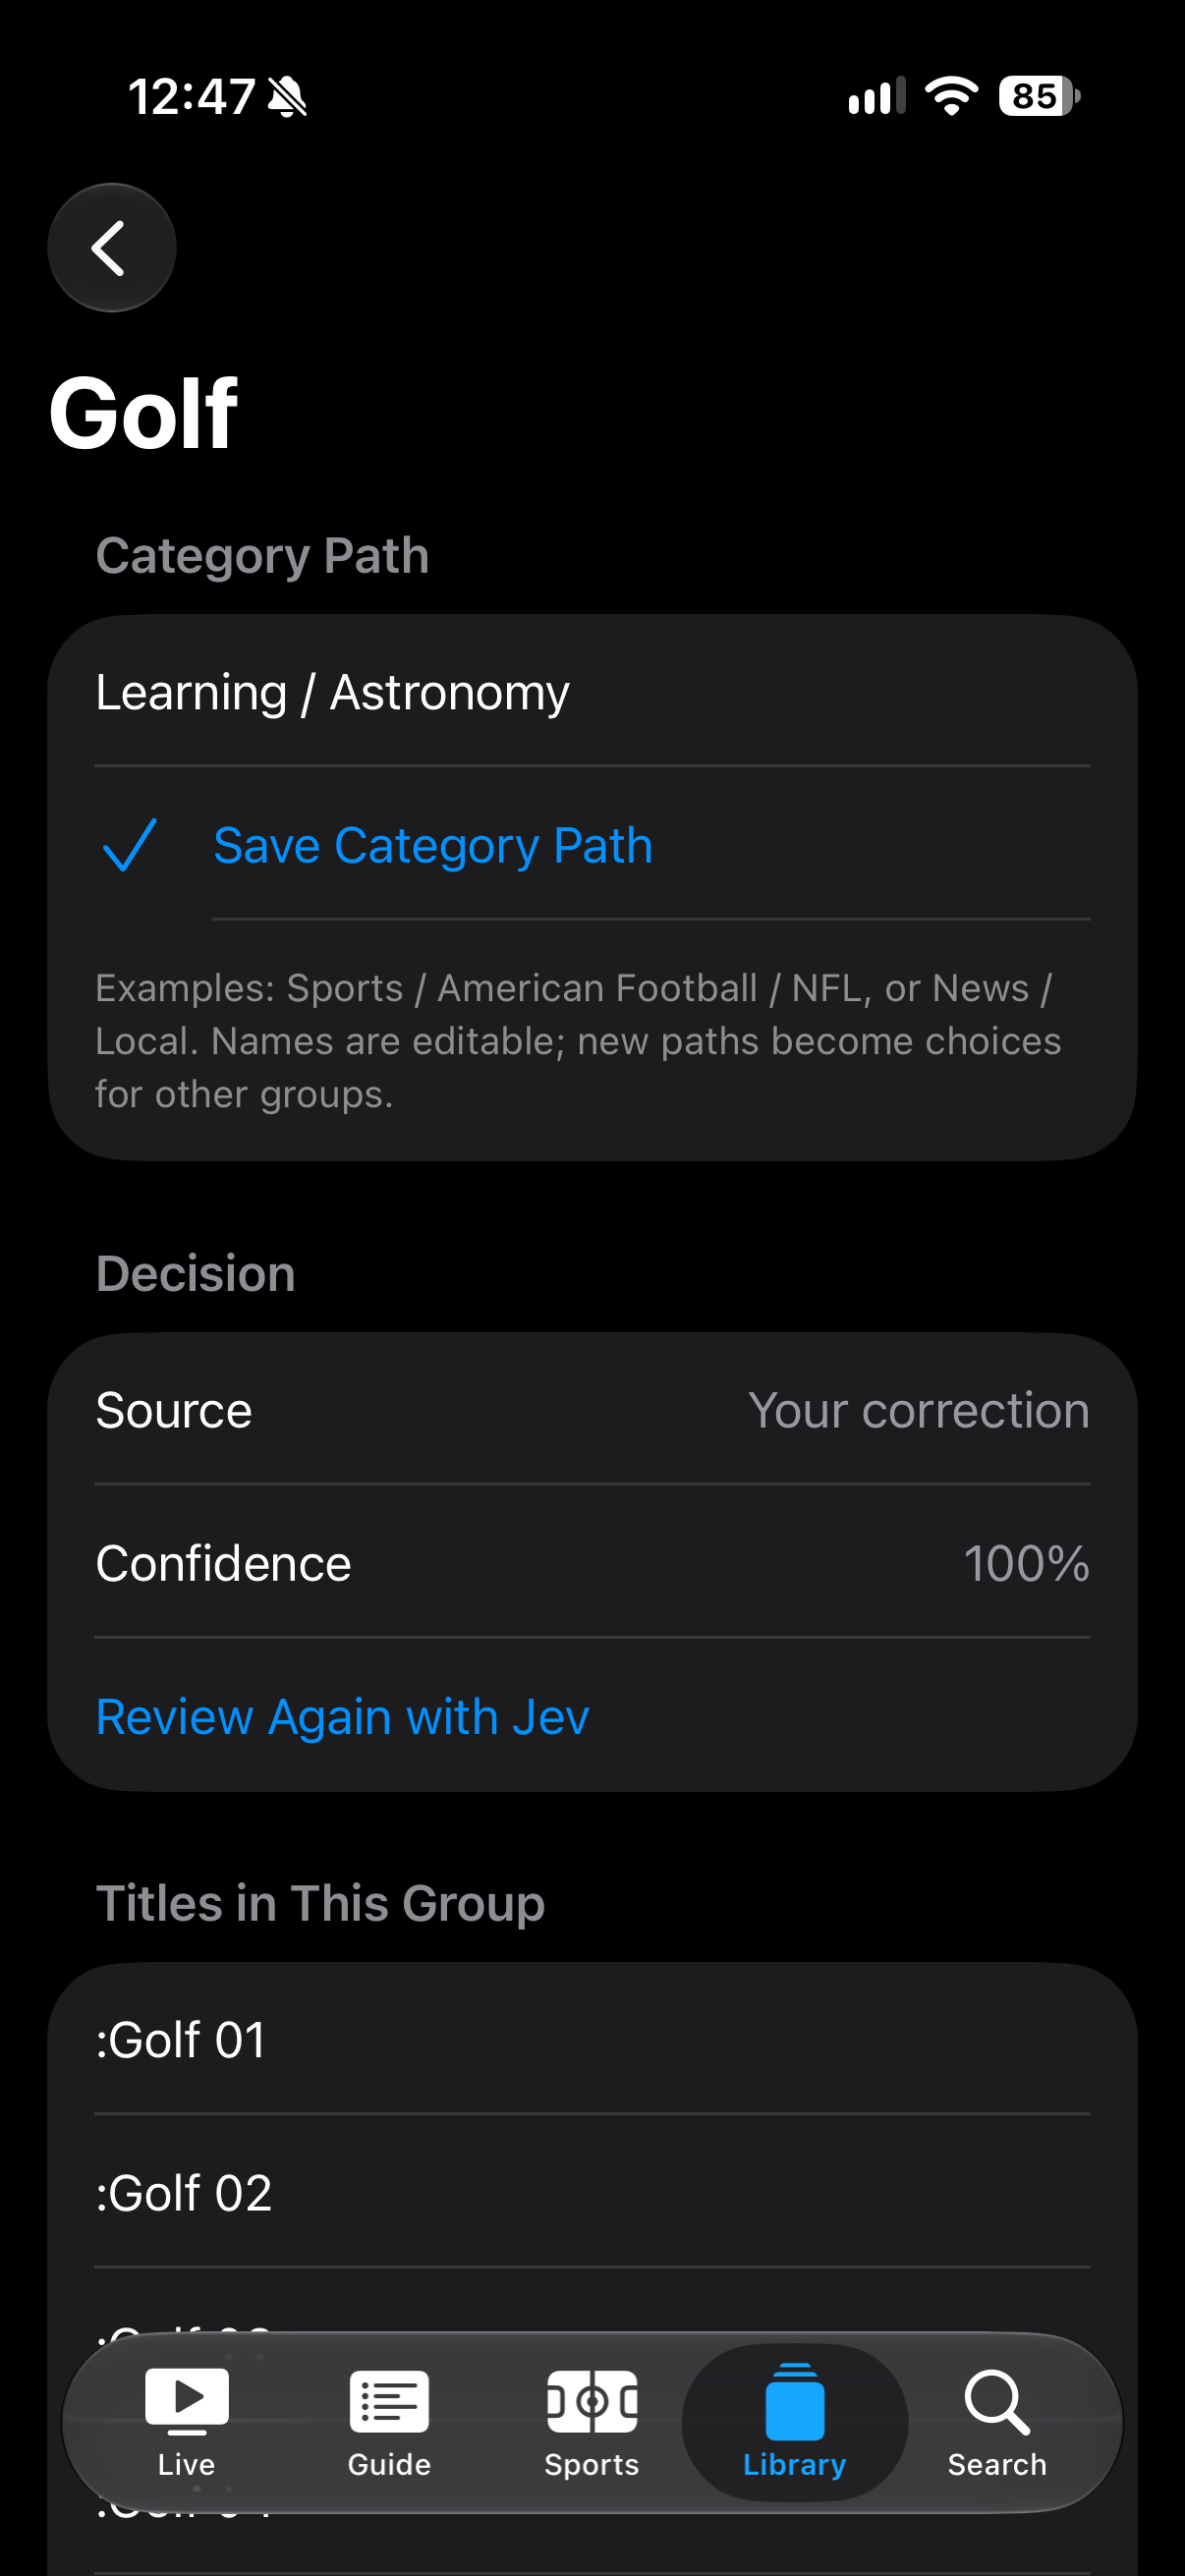 12:47
85
Golf
Category Path
Learning / Astronomy
Save Category Path
Examples: Sports / American Football / NFL, or News /
Local. Names are editable; new paths become choices
for other groups.
Decision
Source Your correction
Confidence 100%
Review Again with Jev
Titles in This Group
:Golf 01
:Golf 02
Live Guide Sports Library Search